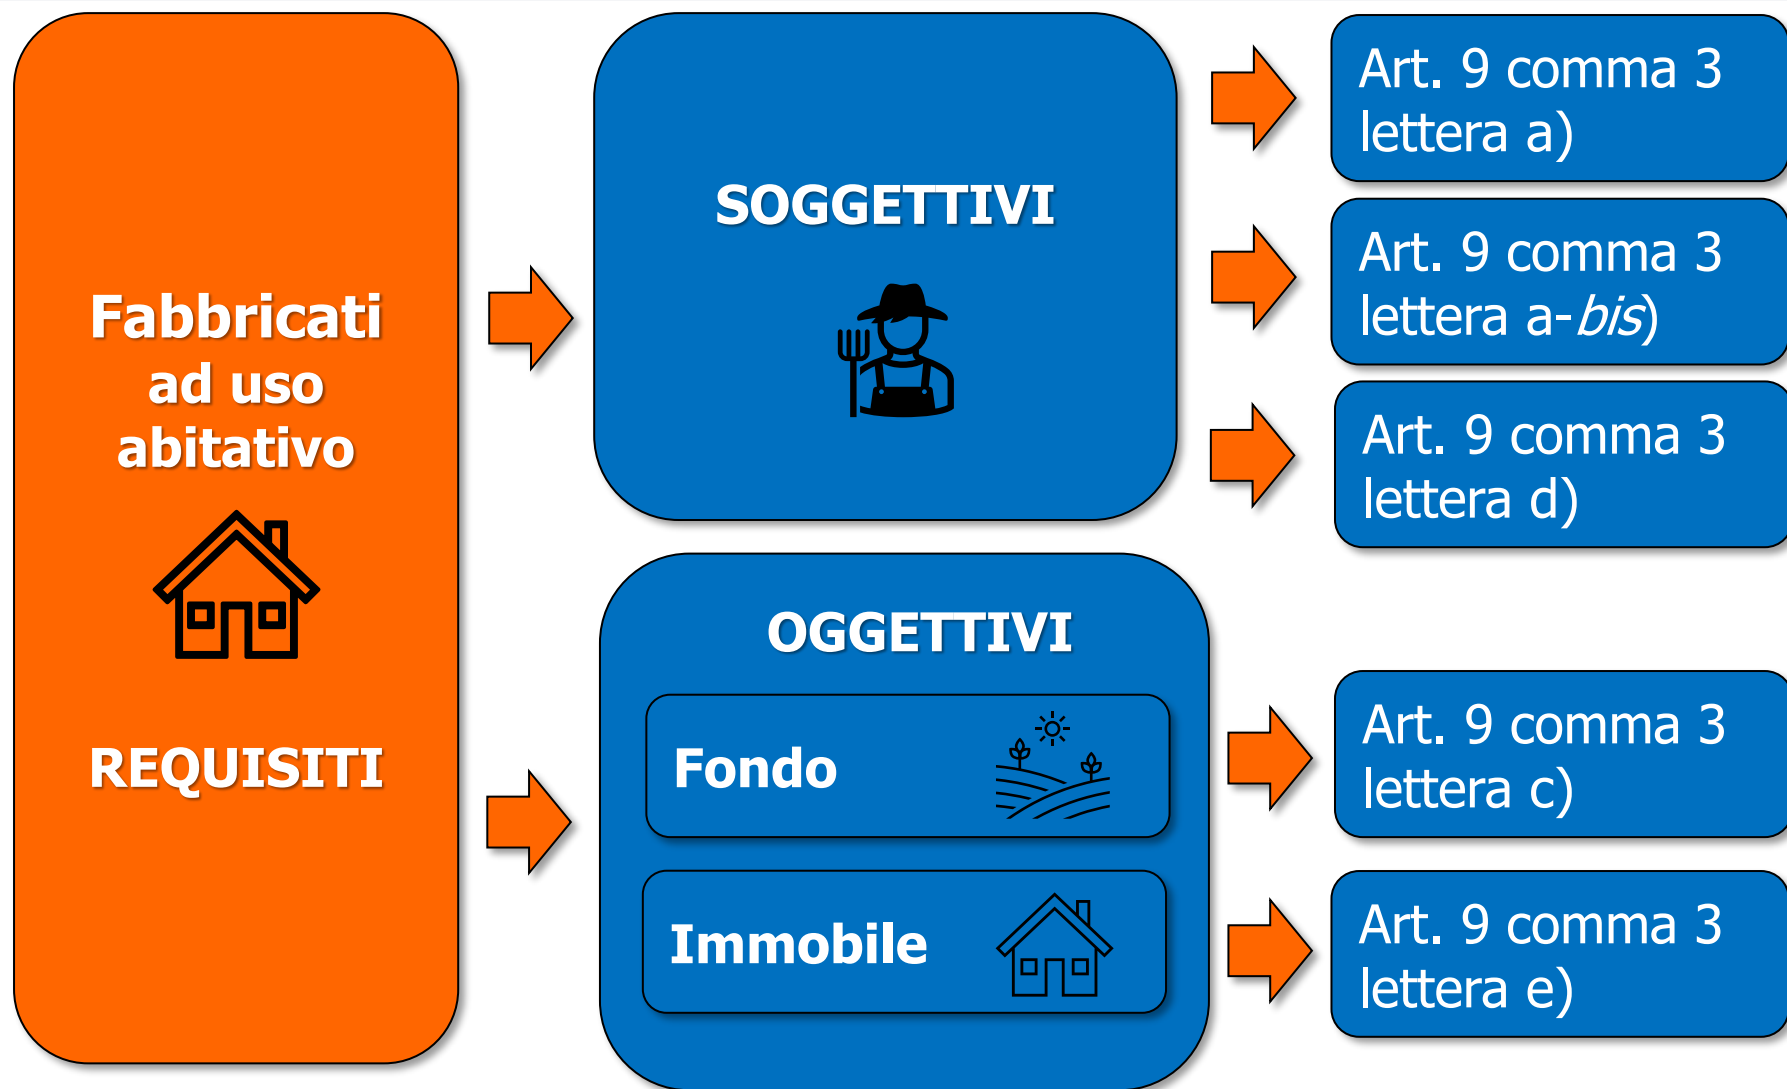 Fabbricati
ad uso
abitativo
REQUISITI
SOGGETTIVI
Art. 9 comma 3
lettera a)
Art. 9 comma 3
lettera a-bis)
Art. 9 comma 3
lettera d)
OGGETTIVI
Fondo
Art. 9 comma 3
lettera c)
Immobile
Art. 9 comma 3
lettera e)